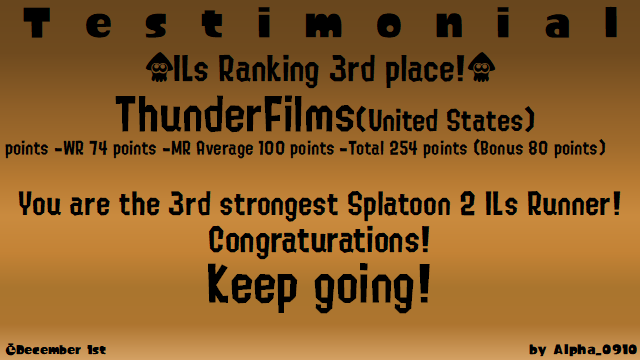 Testimonial
ILs Ranking 3rd place!
ThunderFilms(United States)
points -WR 74 points -MR Average 100 points -Total 254 points (Bonus 80 points)
You are the 3rd strongest Splatoon 2 ILs Runner!
Congraturations!
Keep going!
December 1st
by Alpha_0910